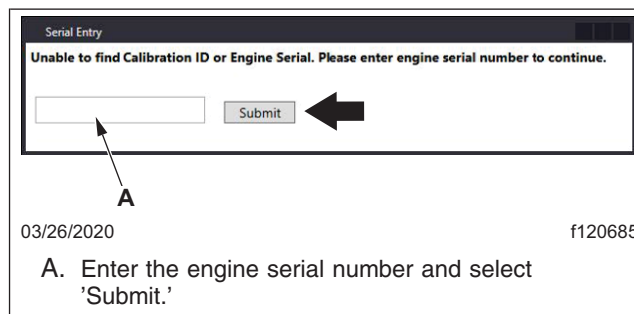 Serial Entry
Unable to find Calibration ID or Engine Serial. Please enter engine serial number to continue.
Submit
A
03/26/2020 f120685
A. Enter the engine serial number and select
’Submit.’